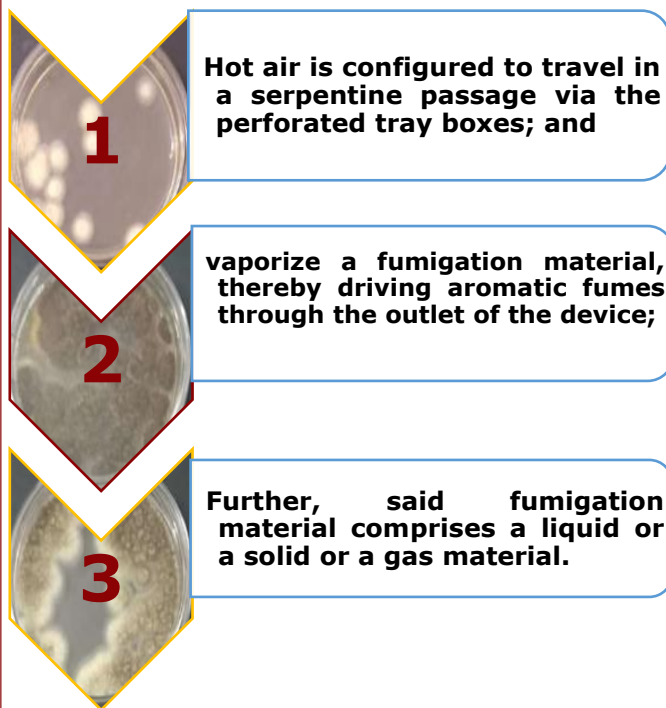 1
Hot air is configured to travel in
a serpentine passage via the
perforated tray boxes; and
2
vaporize a fumigation material,
thereby driving aromatic fumes
through the outlet of the device;
3
Further, said fumigation
material comprises a liquid or
a solid or a gas material.